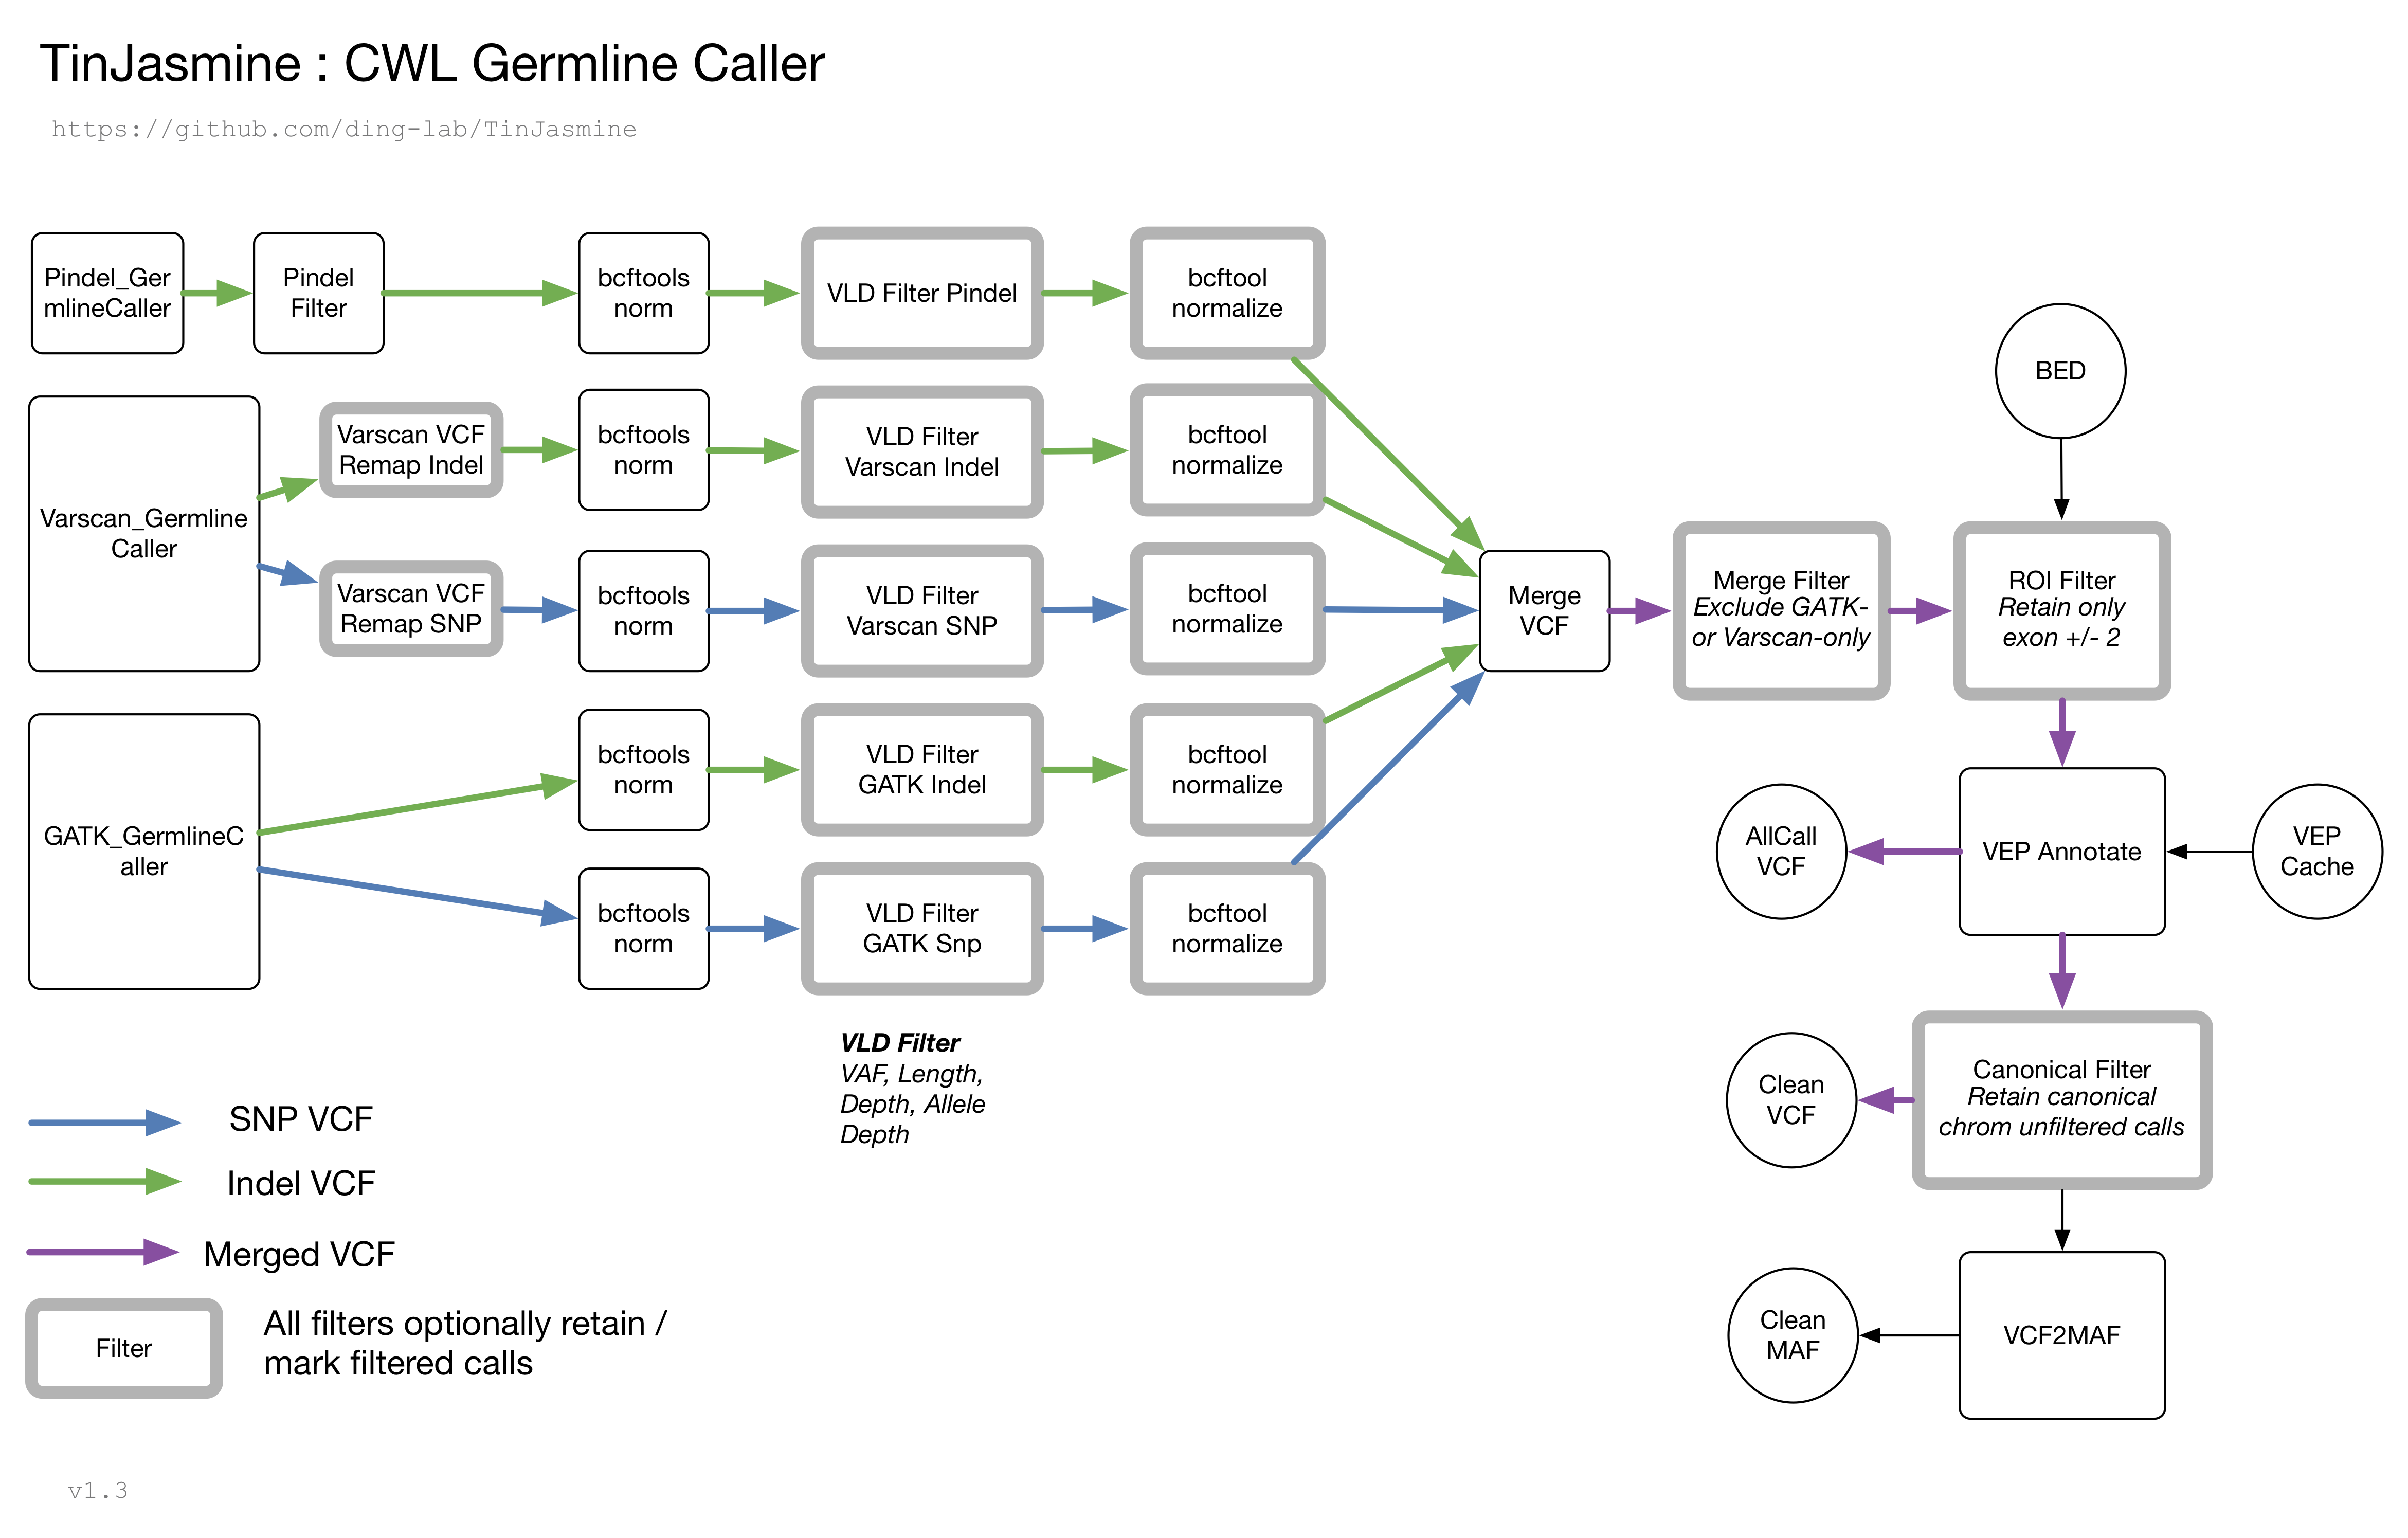 TinJasmine : CWL Germline Caller
https://github.com/ding-lab/TinJasmine
Pindel_Ger
mlineCaller
Pindel
Filter
bcftools
norm
VLD Filter Pindel
bcftool
normalize
Varscan_Germline
Caller
Varscan VCF
Remap Indel
bcftools
norm
VLD Filter
Varscan Indel
bcftool
normalize
Varscan VCF
Remap SNP
bcftools
norm
VLD Filter
Varscan SNP
bcftool
normalize
GATK_GermlineC
aller
bcftools
norm
VLD Filter
GATK Indel
bcftool
normalize
bcftools
norm
VLD Filter
GATK Snp
bcftool
normalize
VLD Filter
VAF, Length,
Depth, Allele
Depth
Merge
VCF
Merge Filter
Exclude GATK-
or Varscan-only
BED
ROI Filter
Retain only
exon +/- 2
AllCall
VCF
VEP Annotate
VEP
Cache
Clean
VCF
Canonical Filter
Retain canonical
chrom unfiltered calls
Clean
MAF
VCF2MAF
SNP VCF
Indel VCF
Merged VCF
Filter
All filters optionally retain /
mark filtered calls
v1.3